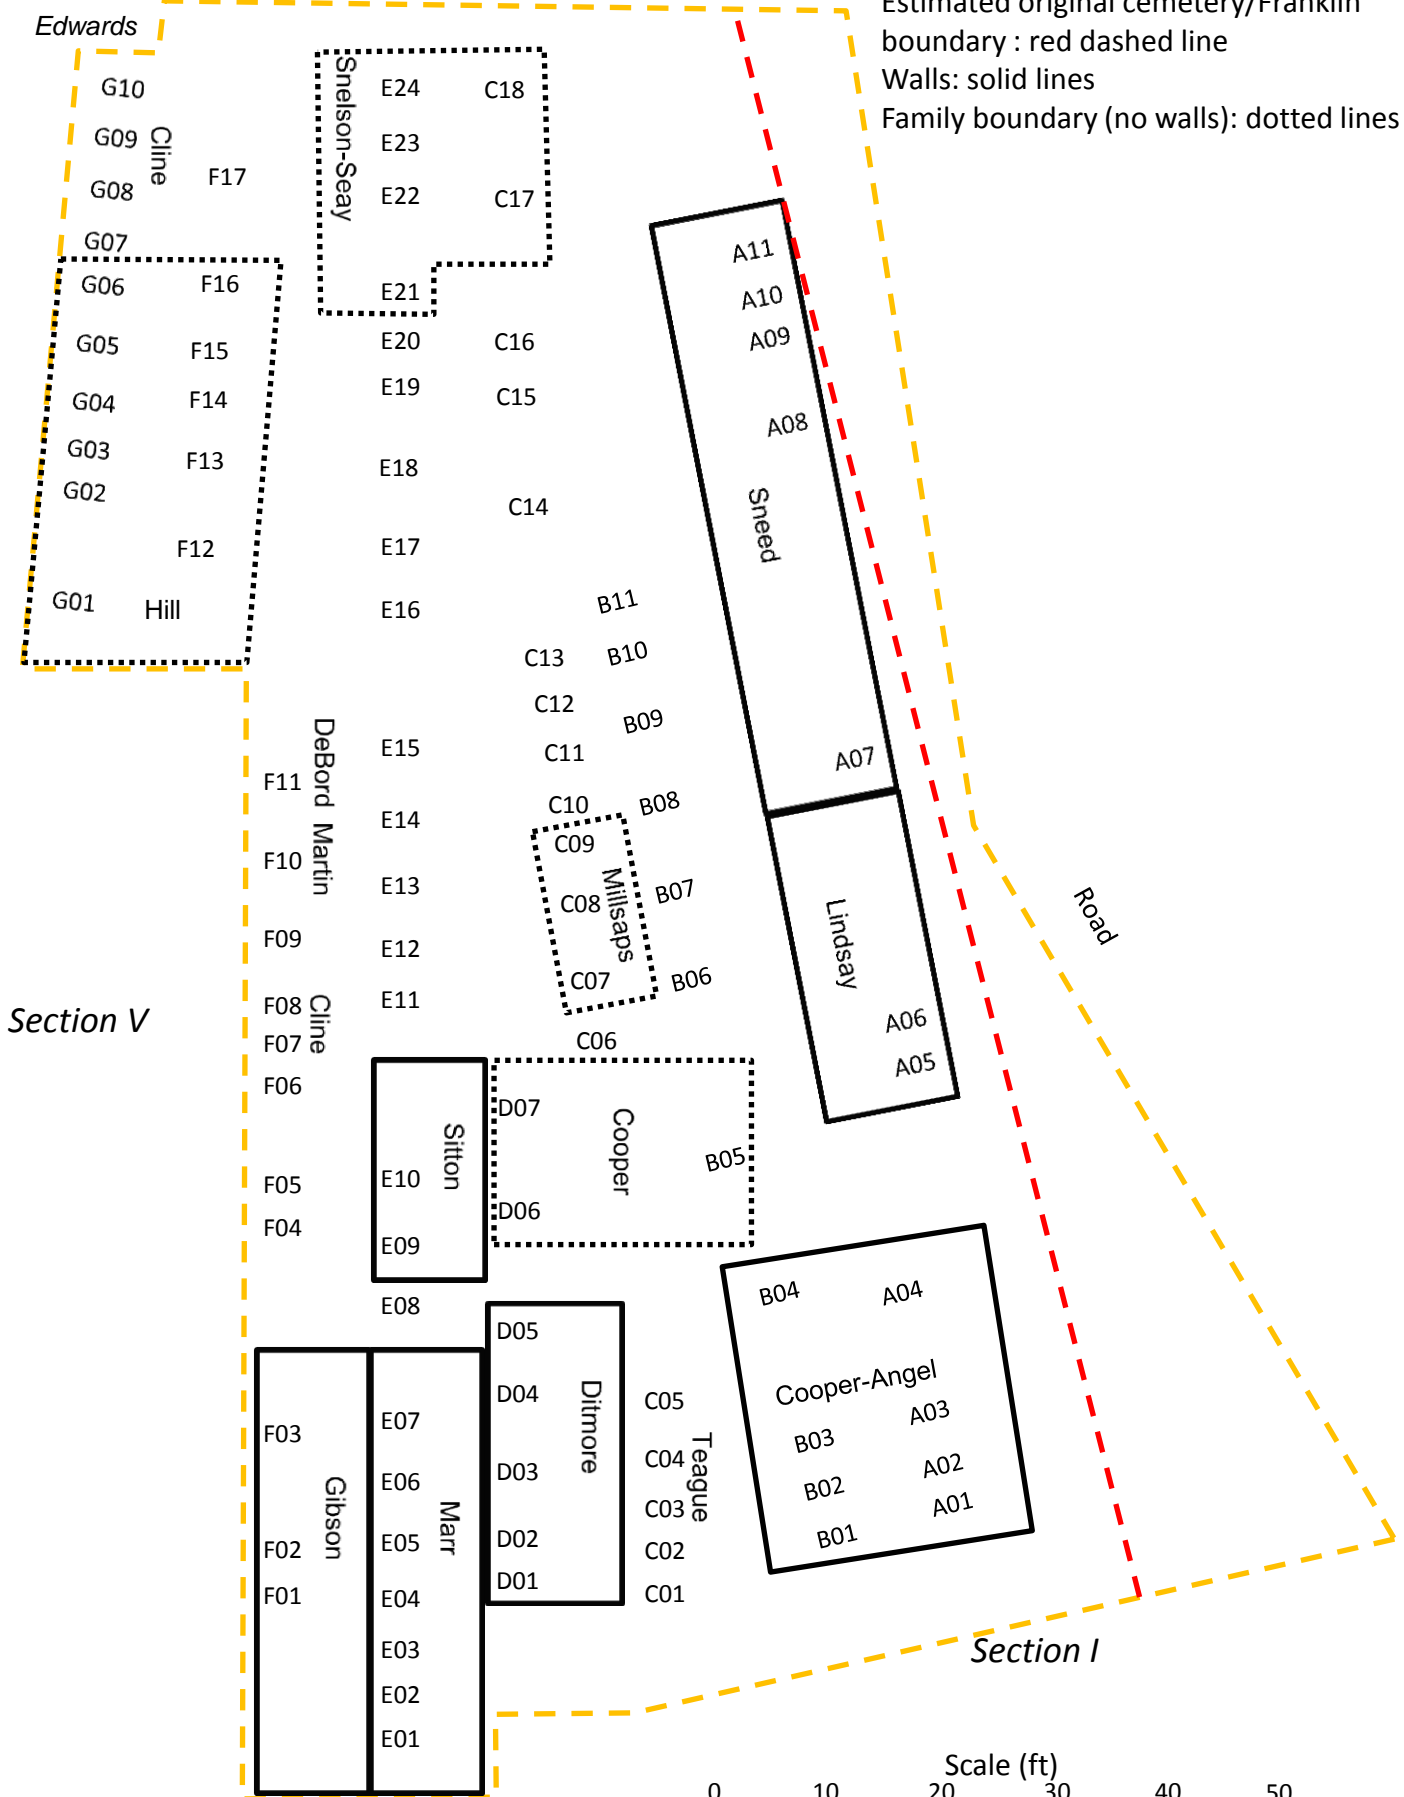 Estimated original cemetery/Franklin
boundary : red dashed line
Walls: solid lines
Family boundary (no walls): dotted lines
Edwards
G10
G09
Cline
G08
F17
G07
G06
F16
G05
F15
G04
F14
G03
F13
G02
F12
G01
Hill
Snelson-Seay
E24
C18
E23
E22
C17
E21
E20
C16
E19
C15
E18
C14
E17
E16
A11
A10
A09
A08
Sneed
A07
B11
C13
B10
C12
B09
C11
C10
B08
C09
C08
Millsaps
B07
C07
B06
C06
DeBord
E15
F11
E14
Martin
F10
E13
F09
E12
F08
Cline
E11
F07
F06
Lindsay
A06
A05
Road
Section V
Sitton
D07
Cooper
B05
F05
E10
D06
F04
E09
E08
B04
A04
Cooper-Angel
A03
B03
A02
B02
A01
B01
D05
D04
Ditmore
D03
D02
D01
C05
C04
Teague
C03
C02
C01
F03
Gibson
F02
F01
E07
E06
Marr
E05
E04
E03
E02
E01
Section I
Scale (ft)
0 10 20 30 40 50